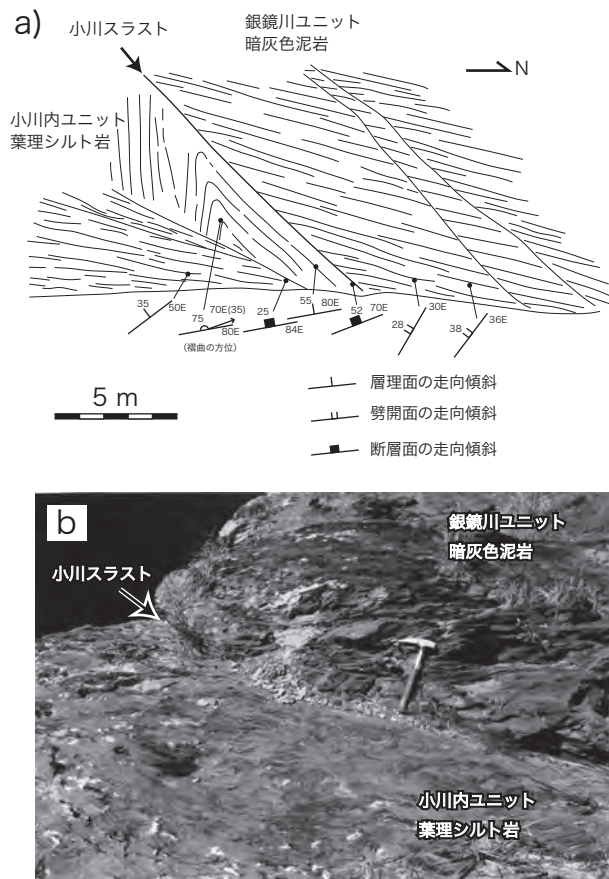 a)
小川スラスト
銀鏡川ユニット
暗灰色泥岩
N
小川内ユニット
葉理シルト岩
35
50E
75
70E(35)
80E
(褶曲の方位)
25
84E
55
80E
52
70E
28
30E
38
36E
5 m
層理面の走向傾斜
劈開面の走向傾斜
断層面の走向傾斜
b
銀鏡川ユニット
暗灰色泥岩
小川スラスト
小川内ユニット
葉理シルト岩